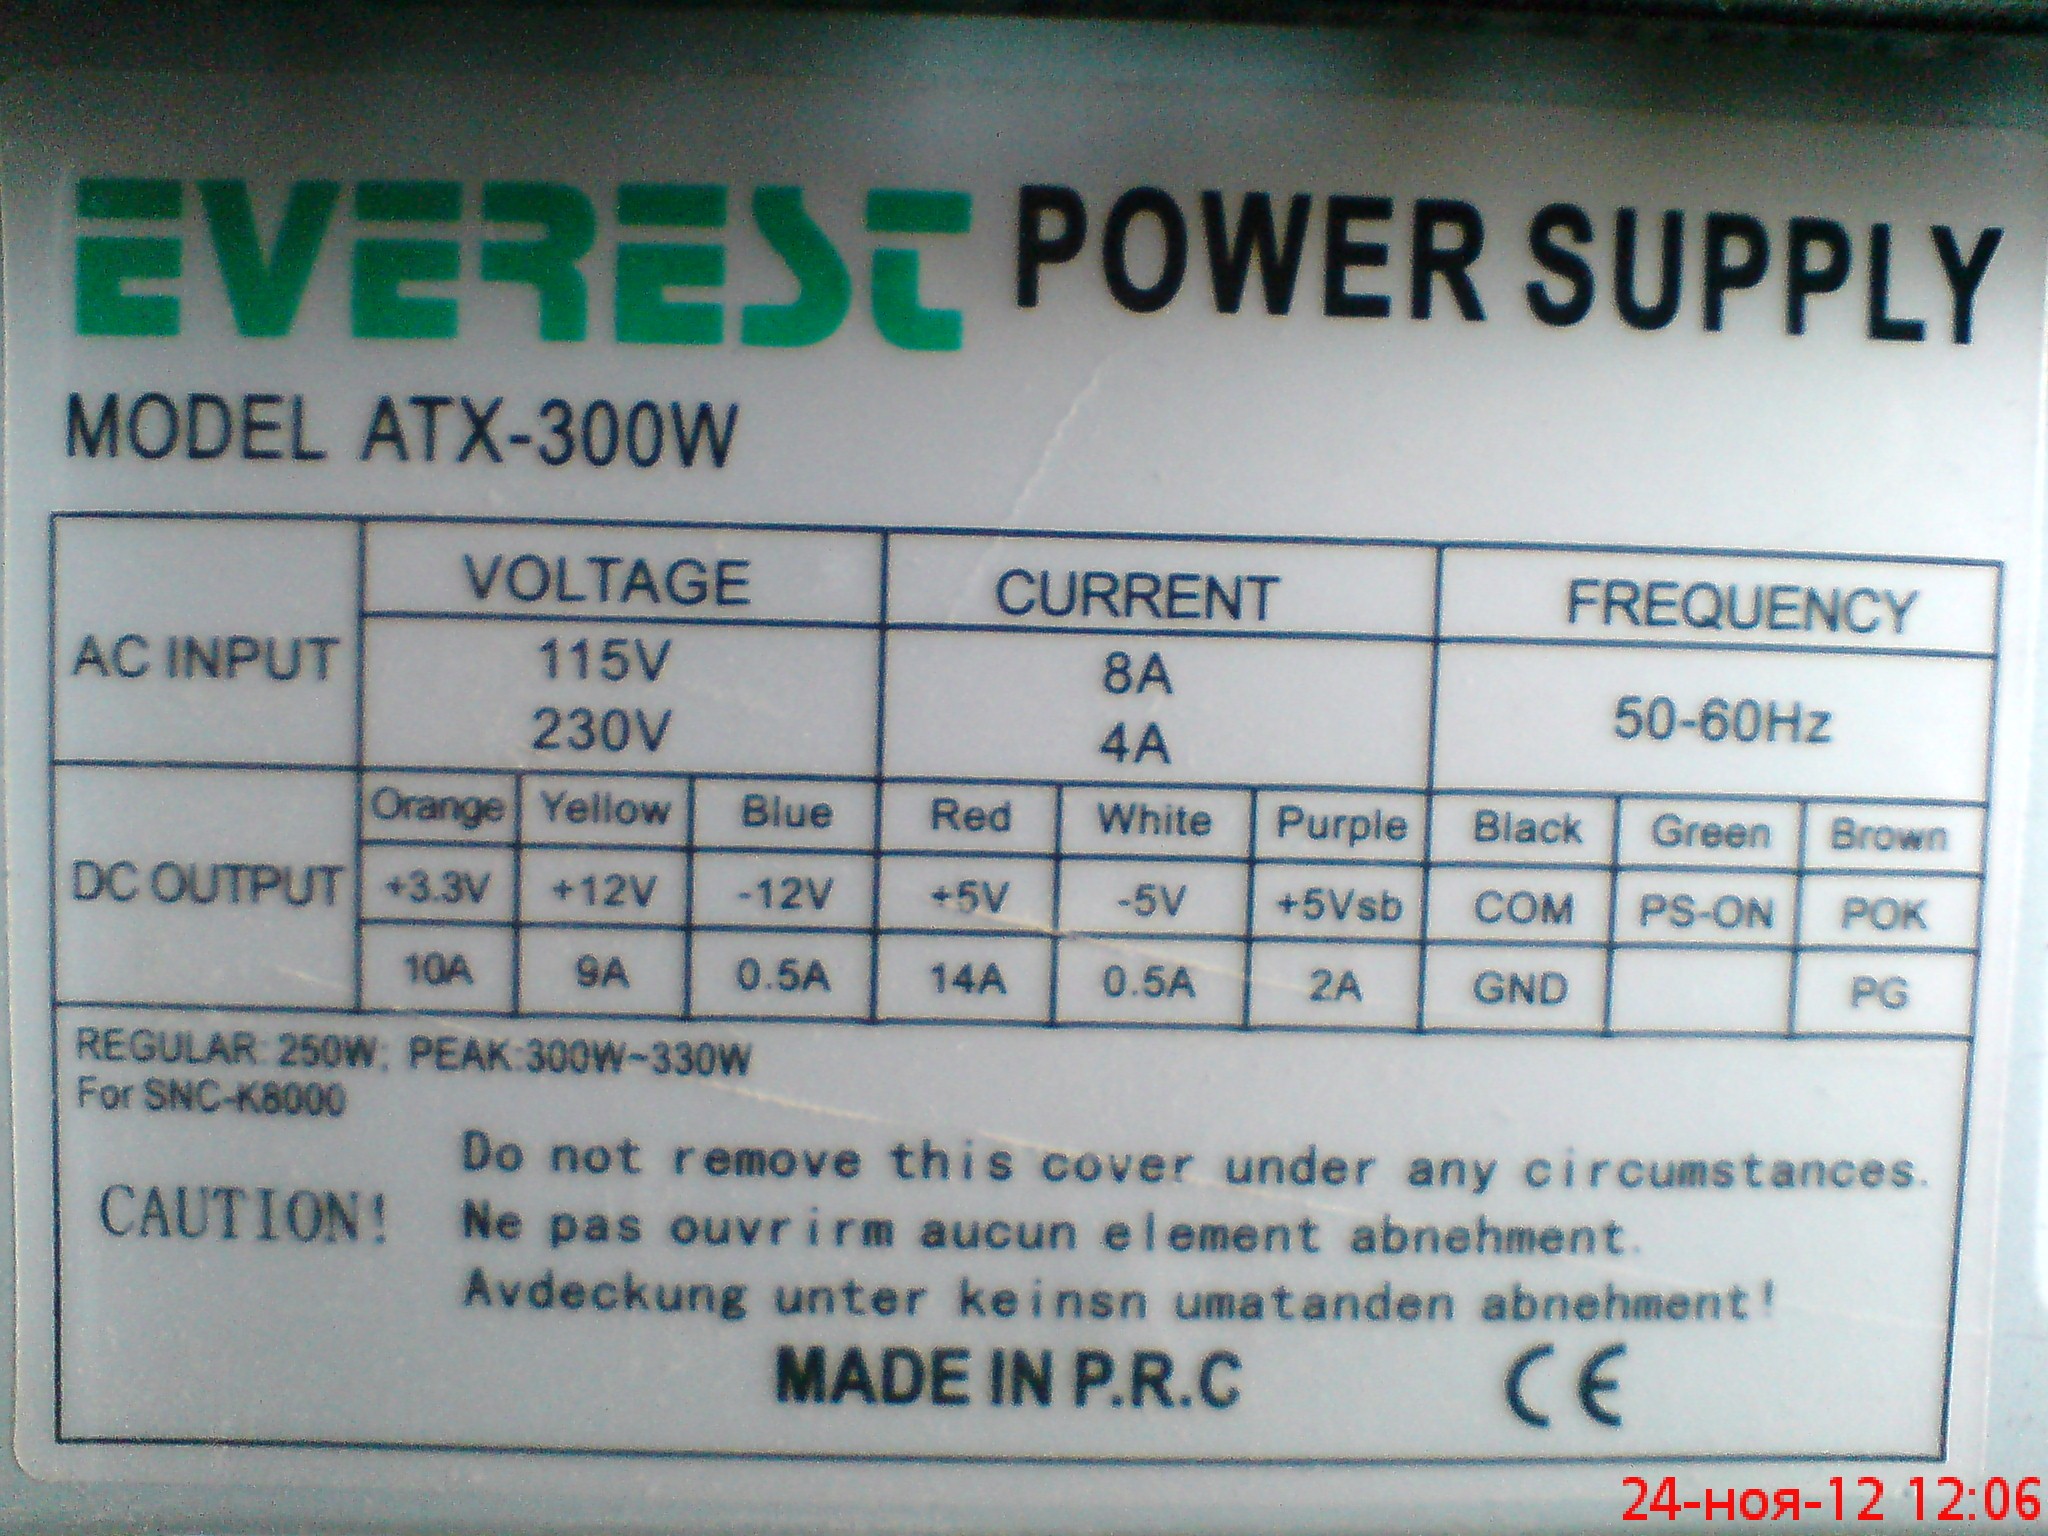 EVEREST POWER SUPPLY
MODEL ATX-300W
VOLTAGE CURRENT FREQUENCY
AC INPUT
115V 8A
230V 4A
50-60Hz
Orange Yellow Blue Red White Purple Black Green Brown
DC OUTPUT +3.3V +12V -12V +5V -5V +5Vsb COM PS-ON POK
10A 9A 0.5A 14A 0.5A 2A GND PG
REGULAR: 250W; PEAK:300W~330W
For SNC-K8000
Do not remove this cover under any circumstances.
CAUTION! Ne pas ouvrirm aucun element abnehment.
Avdeckung unter keinsn umatanden abnehment!
MADE IN P.R.C CE
24-ноя-12 12:06